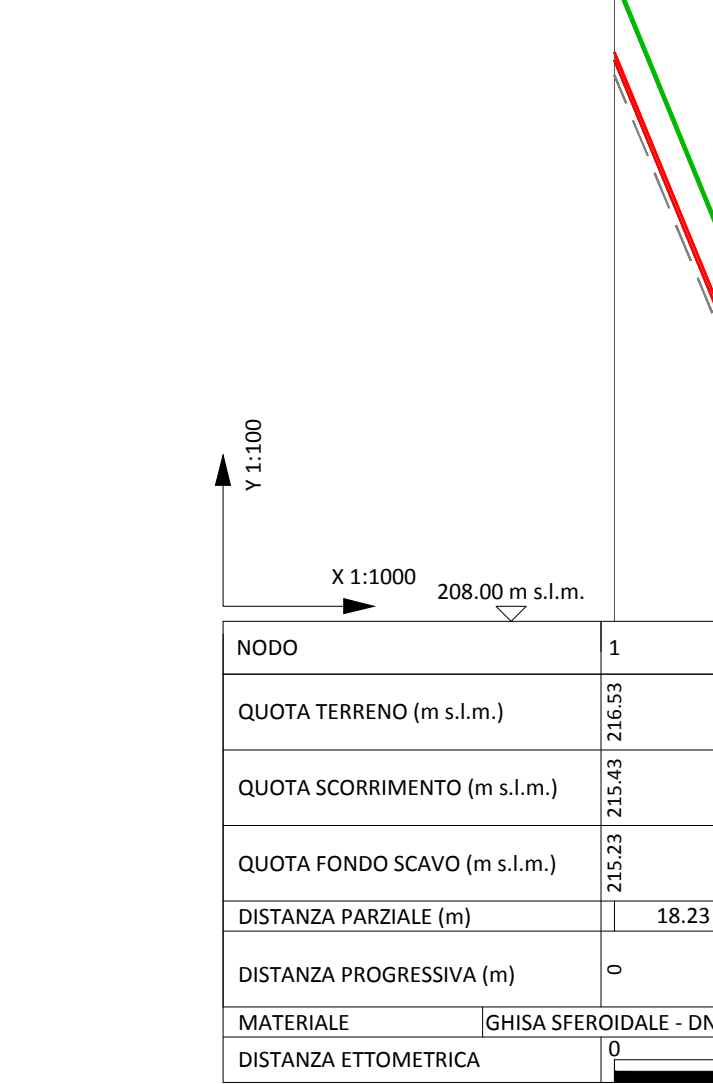 Y 1:100
X 1:1000
208.00 m s.l.m.
NODO 1
QUOTA TERRENO (m s.l.m.) 216.53
QUOTA SCORRIMENTO (m s.l.m.) 215.43
QUOTA FONDO SCAVO (m s.l.m.) 215.23
DISTANZA PARZIALE (m) 18.23
DISTANZA PROGRESSIVA (m) 0
MATERIALE GHISA SFEROIDALE - DN
DISTANZA ETTOMETRICA 0